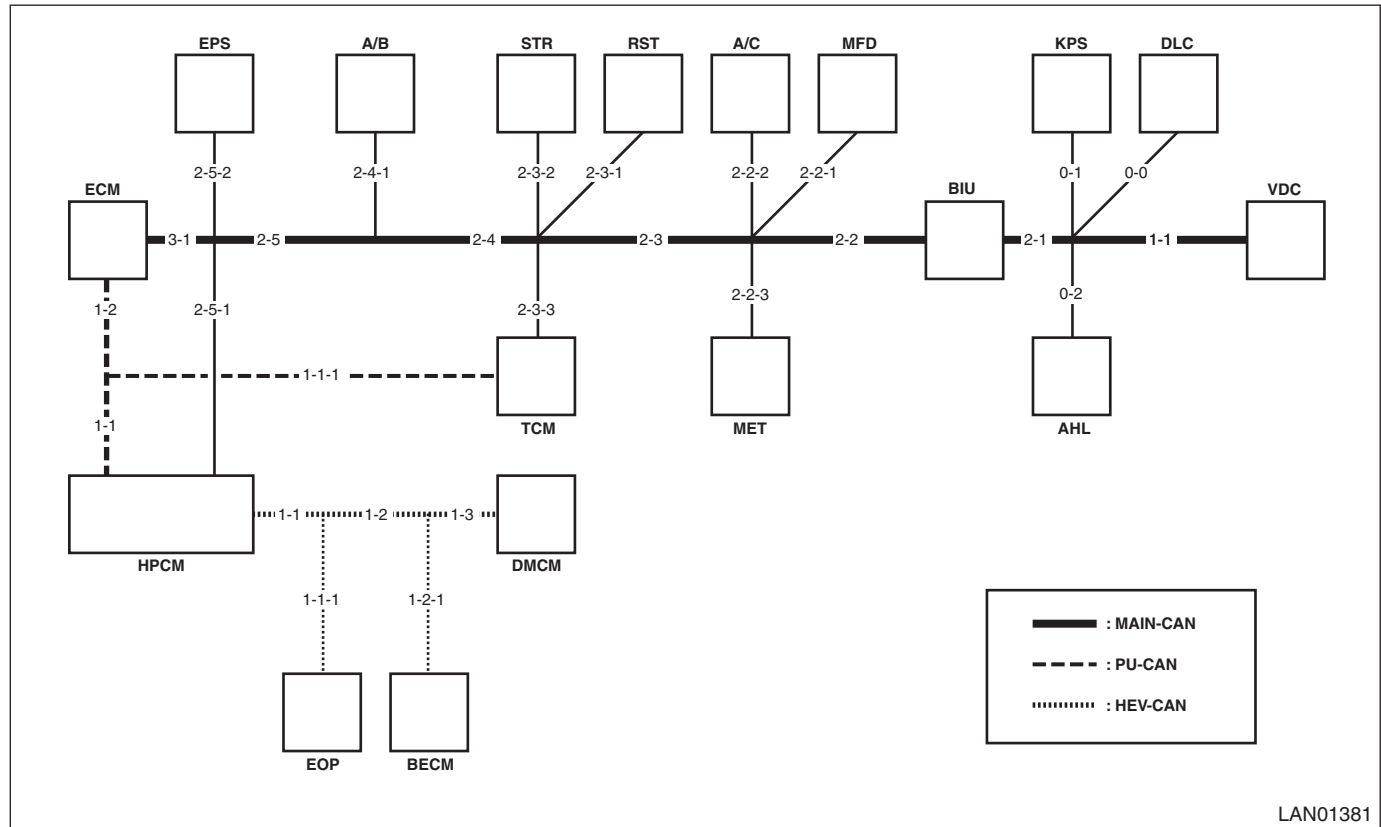 EPS A/B STR RST A/C MFD KPS DLC
2-5-2 2-4-1 2-3-2 2-3-1 2-2-2 2-2-1 0-1 0-0
ECM BIU VDC
3-1 2-5 2-4 2-3 2-2 2-1 1-1
1-2 2-5-1 2-3-3 2-2-3 0-2
1-1-1
1-1 TCM MET AHL
1-1 1-2 1-3
HPCM DMCM
1-1-1 1-2-1
: MAIN-CAN
: PU-CAN
: HEV-CAN
EOP BECM
LAN01381